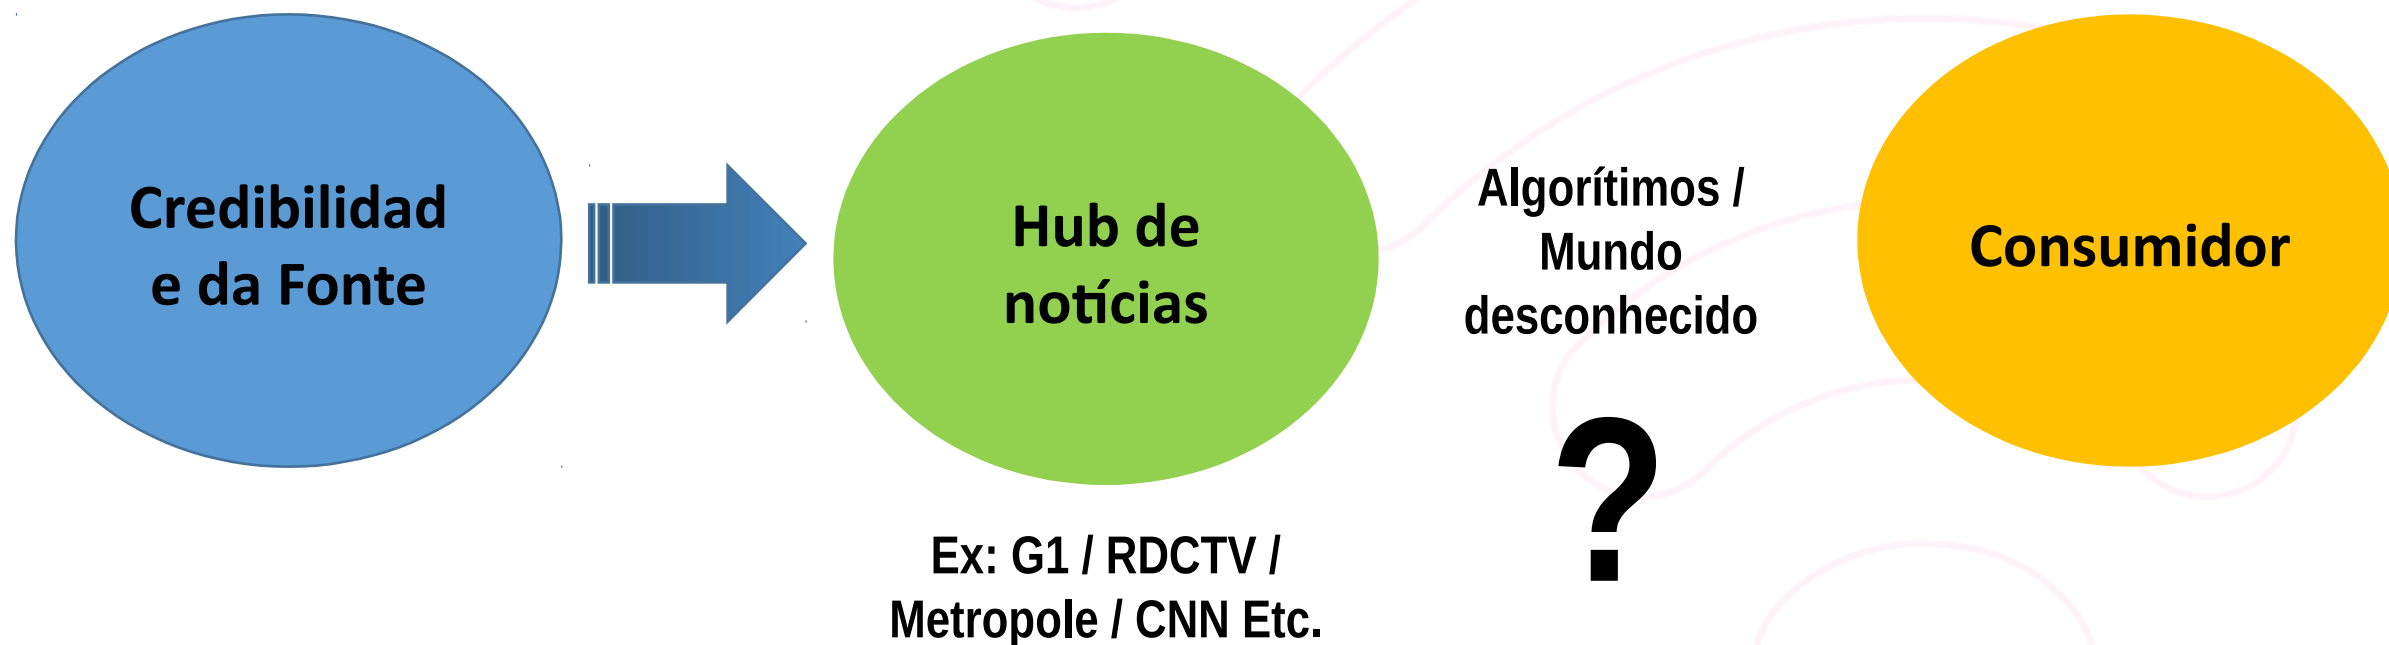 Credibilidad
e da Fonte
Hub de
notícias
Ex: G1 / RDCTV /
Metropole / CNN Etc.
Algorítimos /
Mundo
desconhecido
?
Consumidor